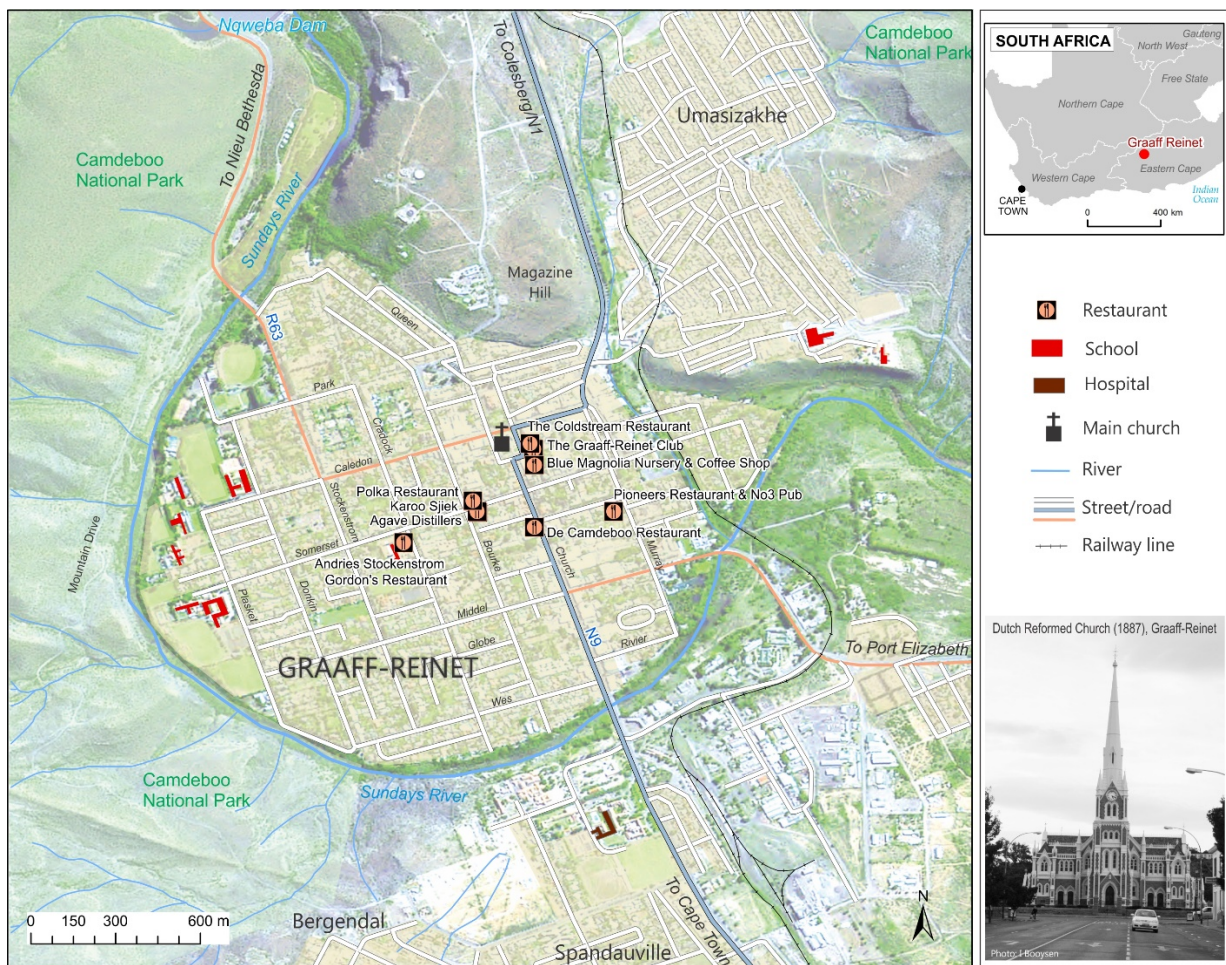 Nqweba Dam
To Nieu Bethesda
Camdeboo
National Park
Sundays River
R63
To Colesberg/N1
Camdeboo
National Park
Umasizakhe
Magazine
Hill
Queen
Park
Cradock
Caledon
Stockenstrom
The Coldstream Restaurant
The Graaff-Reinet Club
Blue Magnolia Nursery & Coffee Shop
Polka Restaurant
Karoo Sjiek
Agave Distillers
Pioneers Restaurant & No3 Pub
De Camdeboo Restaurant
Andries Stockenstrom
Gordon's Restaurant
Somerset
Bourke
Church
Murray
Mountain Drive
Plasket
Donkin
Middel
Globe
N9
Rivier
GRAAFF-REINET
Wes
To Port Elizabeth
Camdeboo
National Park
Sundays River
To Cape Town
Bergendal
Spandauville
0 150 300 600 m
N
SOUTH AFRICA
Gauteng
North West
Free State
Northern Cape
Graaff Reinet
Western Cape
Eastern Cape
CAPE
TOWN
Indian
Ocean
0 400 km
Restaurant
School
Hospital
Main church
River
Street/road
Railway line
Dutch Reformed Church (1887), Graaff-Reinet
Photo: I Booysen